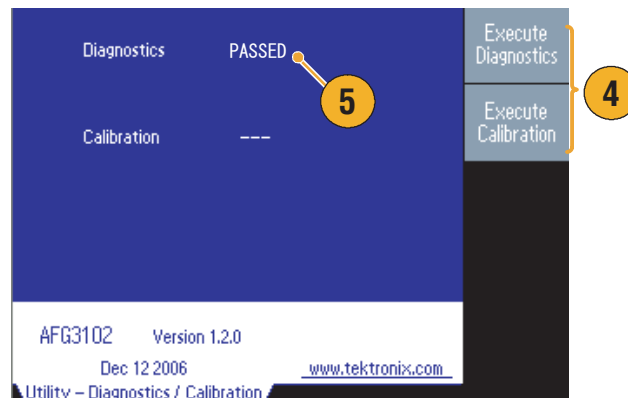 Diagnostics PASSED
5
Calibration ---
Execute
Diagnostics
Execute
Calibration
4
AFG3102 Version 1.2.0
Dec 12 2006 www.tektronix.com
Utility – Diagnostics / Calibration